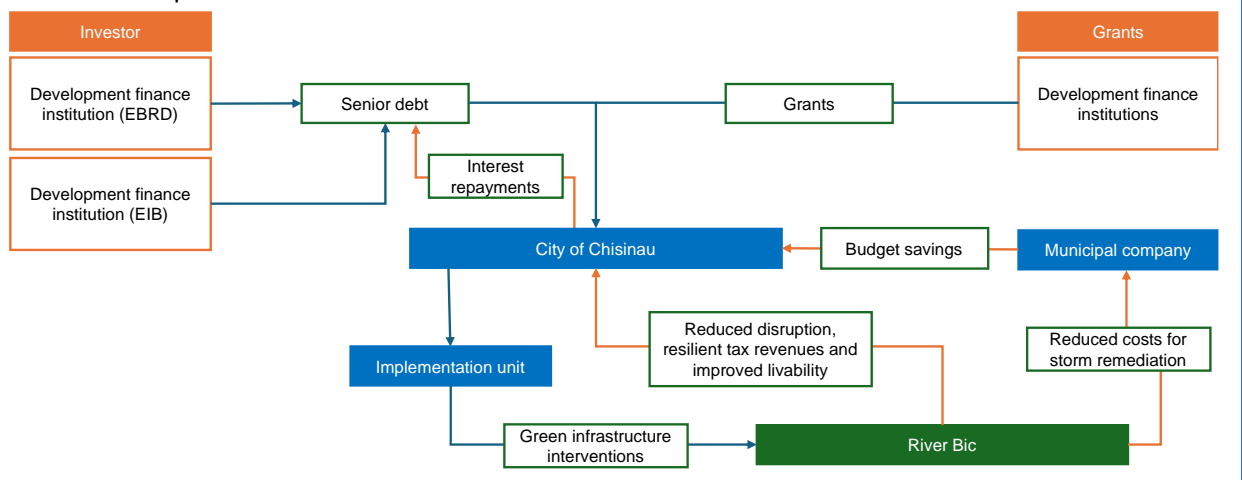 Investor
Grants
Development finance
institution (EBRD)
Senior debt
Grants
Development finance
institutions
Interest
repayments
Development finance
institution (EIB)
City of Chisinau
Budget savings
Municipal company
Reduced disruption,
resilient tax revenues and
improved livability
Reduced costs for
storm remediation
Implementation unit
Green infrastructure
interventions
River Bic